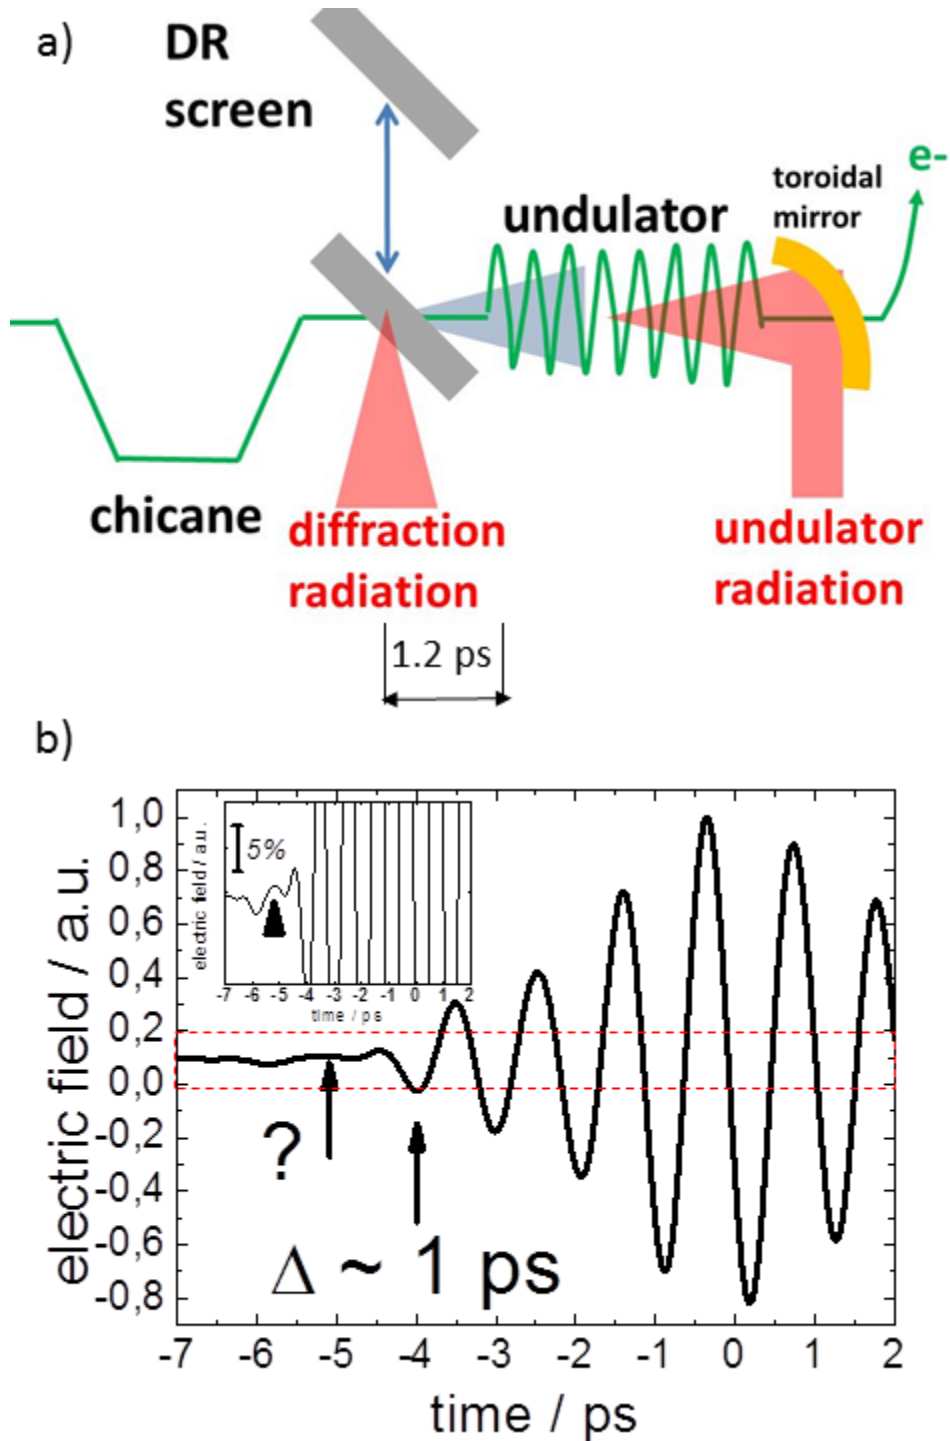 a)
DR
screen
undulator
toroidal
mirror
e-
chicane
diffraction
radiation
undulator
radiation
1.2 ps
b)
electric field / a.u.
1,0
0,8
0,6
0,4
0,2
0,0
-0,2
-0,4
-0,6
-0,8
electric field / a.u.
5%
-7 -6 -5 -4 -3 -2 -1 0 1 2
time / ps
?
Δ ~ 1 ps
-7 -6 -5 -4 -3 -2 -1 0 1 2
time / ps